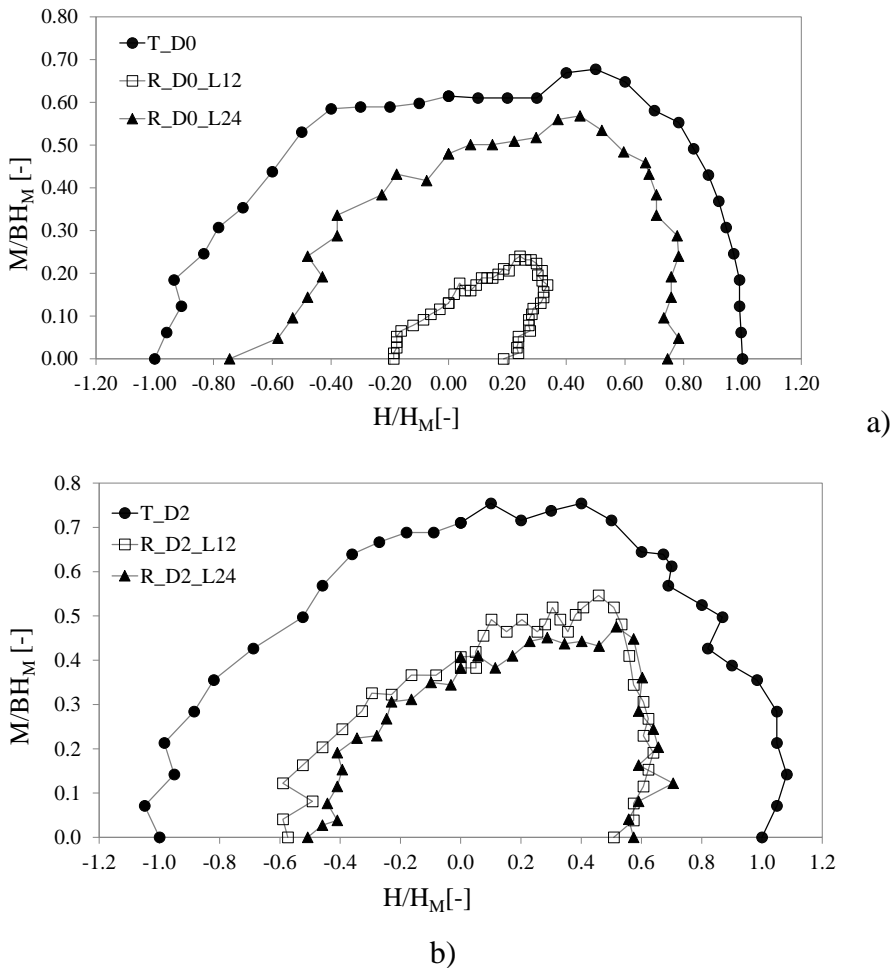 0.80
0.70
0.60
0.50
0.40
0.30
0.20
0.10
0.00
M/BH_M [-]
T_D0
R_D0_L12
R_D0_L24
-1.20 -1.00 -0.80 -0.60 -0.40 -0.20 0.00 0.20 0.40 0.60 0.80 1.00 1.20
H/H_M[-]
a)
0.8
0.7
0.6
0.5
0.4
0.3
0.2
0.1
0.0
M/BH_M [-]
T_D2
R_D2_L12
R_D2_L24
-1.2 -1.0 -0.8 -0.6 -0.4 -0.2 0.0 0.2 0.4 0.6 0.8 1.0 1.2
H/H_M[-]
b)